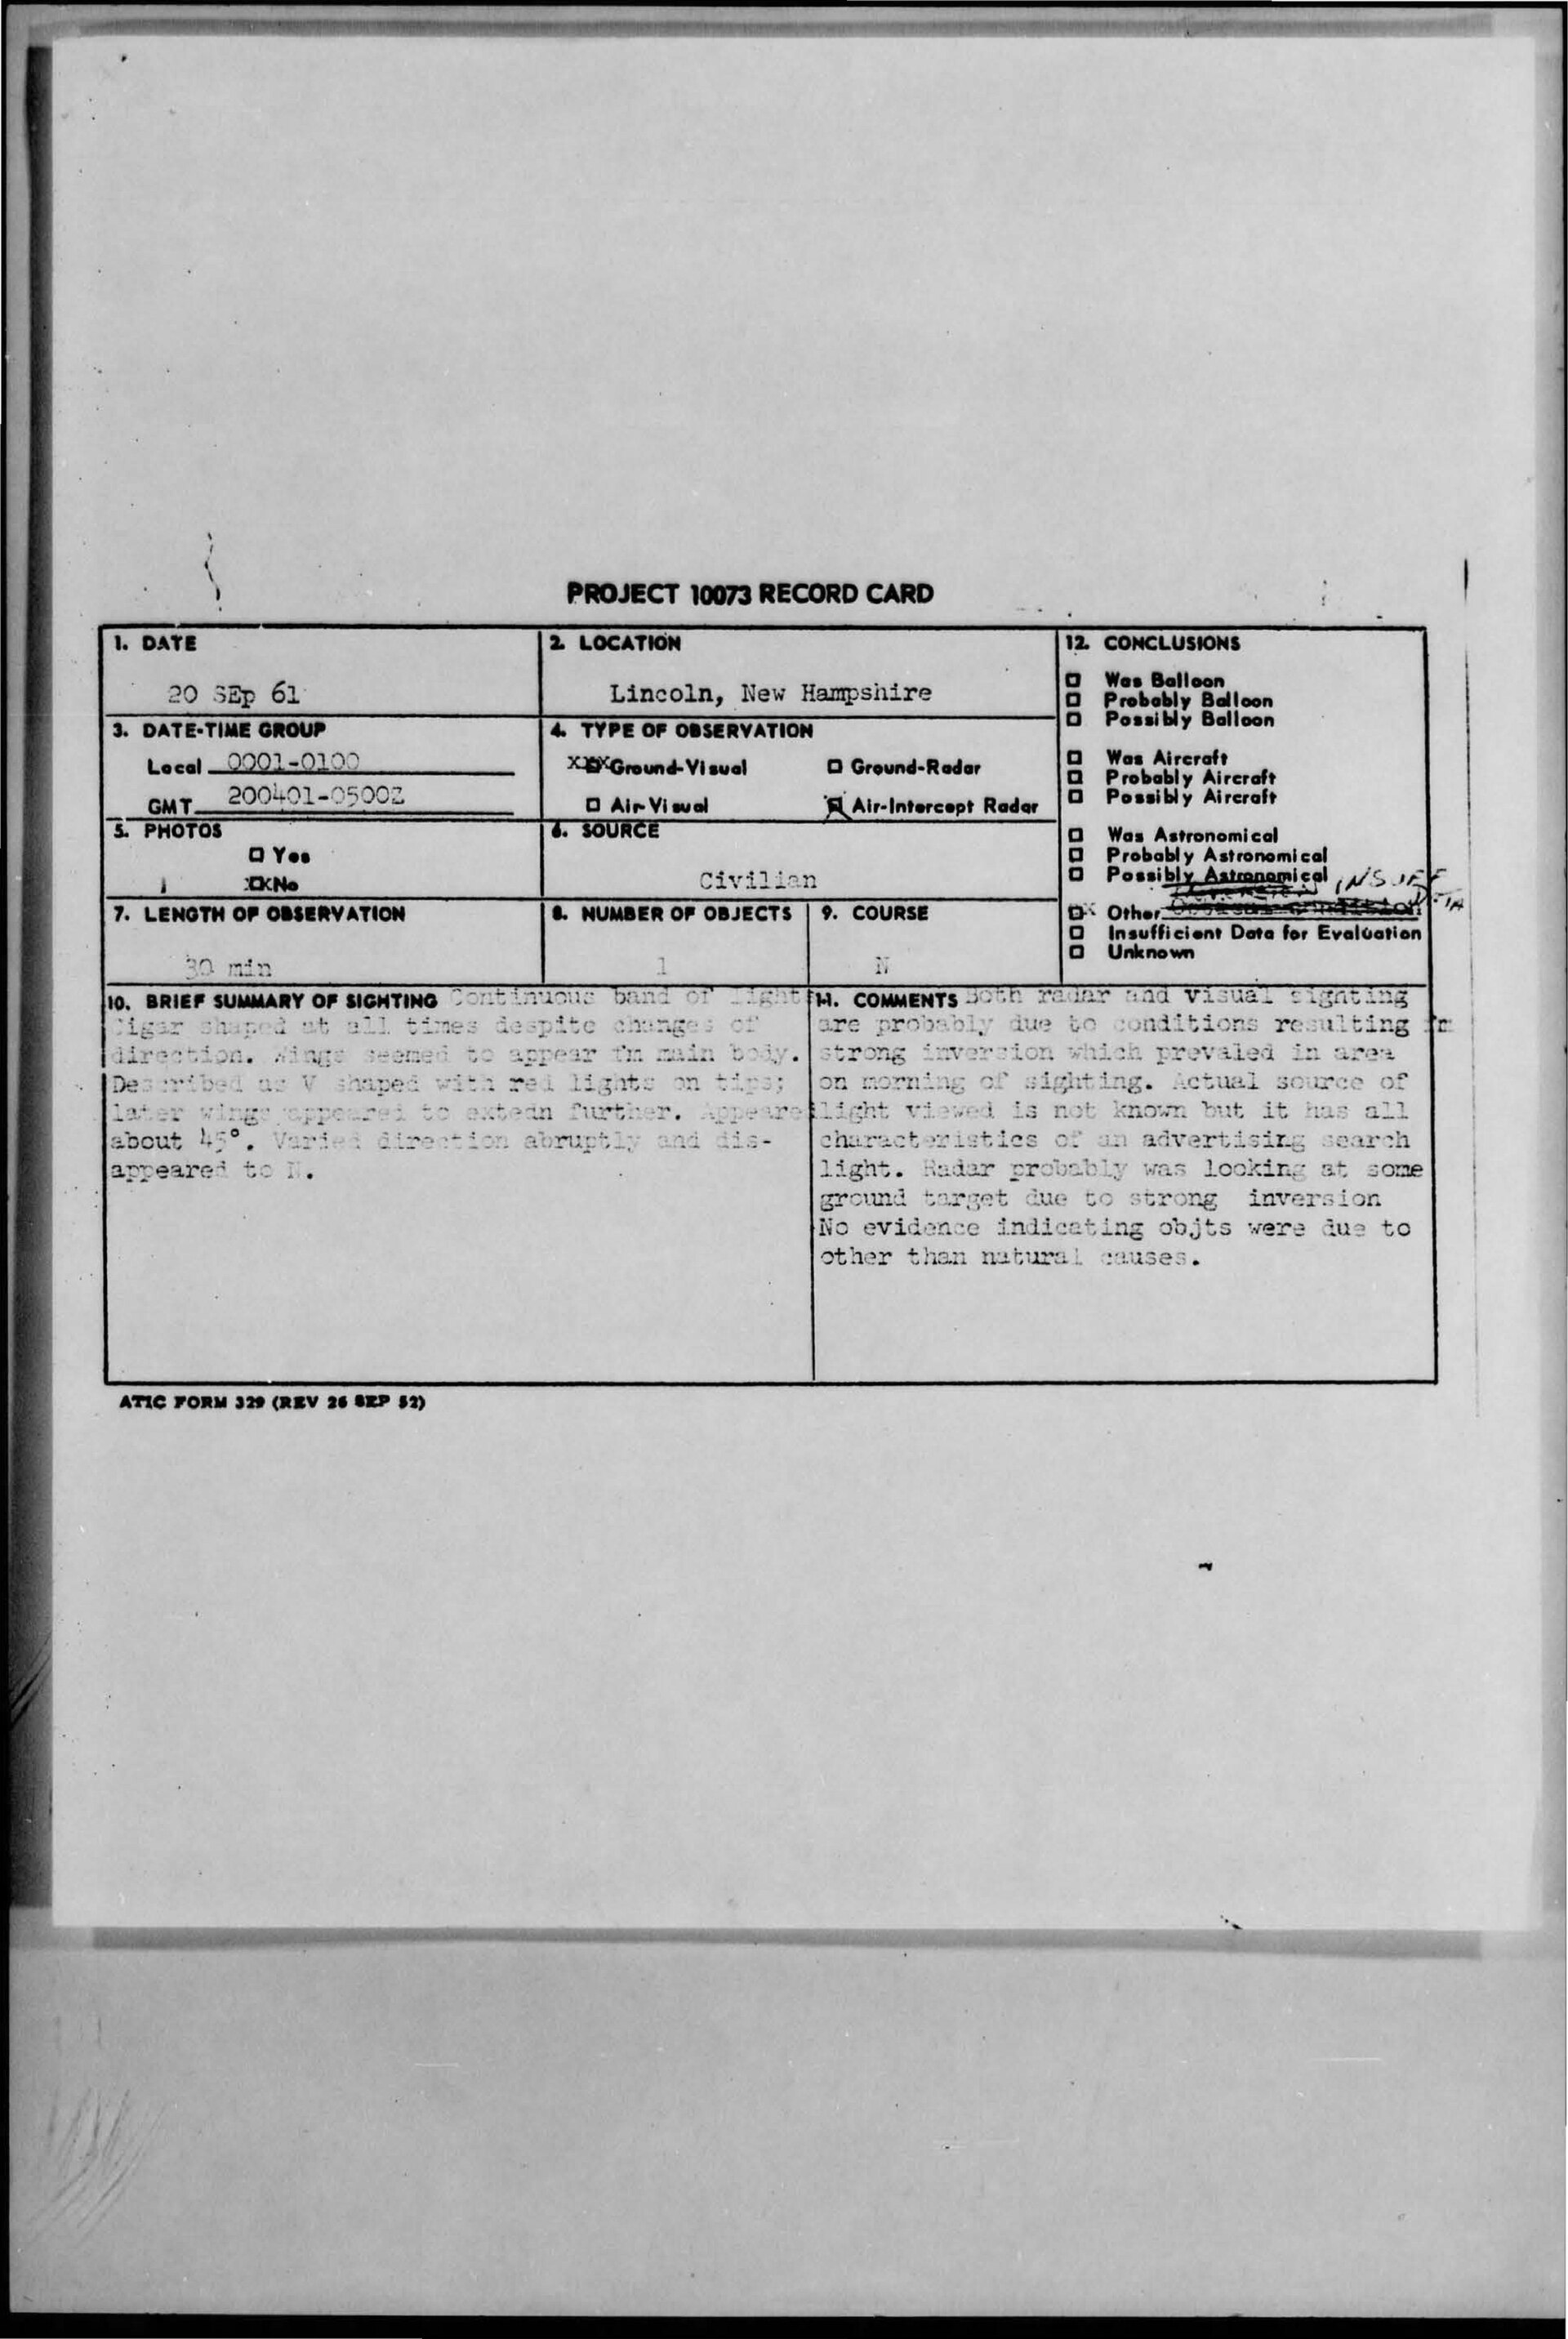 PROJECT 10073 RECORD CARD
1. DATE
20 SEp 61
2. LOCATION
Lincoln, New Hampshire
3. DATE-TIME GROUP
Local 0001-0100
GMT 200401-0500Z
4. TYPE OF OBSERVATION
xxx Ground-Visual
Ground-Radar
Air-Visual
Air-Intercept Radar
5. PHOTOS
Yes
x No
6. SOURCE
Civilian
7. LENGTH OF OBSERVATION
30 min
8. NUMBER OF OBJECTS
1
9. COURSE
N
12. CONCLUSIONS
Was Balloon
Probably Balloon
Possibly Balloon
Was Aircraft
Probably Aircraft
Possibly Aircraft
Was Astronomical
Probably Astronomical
Possibly Astronomical
x Other
Insufficient Data for Evaluation
Unknown
10. BRIEF SUMMARY OF SIGHTING Continuous band of light
Cigar shaped at all times despite changes of
direction. Wings seemed to appear fm main body.
Described as V shaped with red lights on tips;
later wings appeared to extedn further. Appeare
about 45°. Varied direction abruptly and dis-
appeared to N.
11. COMMENTS Both radar and visual sighting
are probably due to conditions resulting fm
strong inversion which prevaled in area
on morning of sighting. Actual source of
light viewed is not known but it has all
characteristics of an advertising search
light. Radar probably was looking at some
ground target due to strong inversion
No evidence indicating objts were due to
other than natural causes.
ATIC FORM 329 (REV 26 SEP 52)